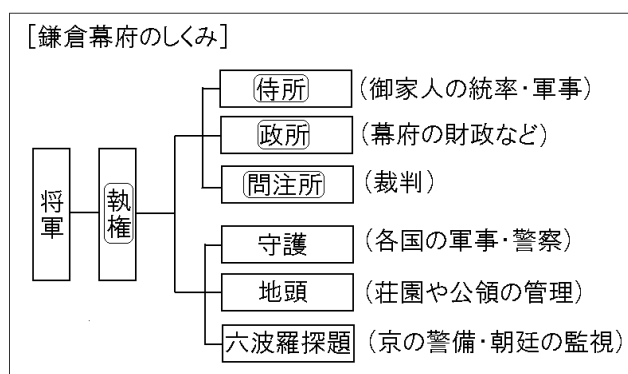 [鎌倉幕府のしくみ]
侍所 (御家人の統率・軍事)
政所 (幕府の財政など)
問注所 (裁判)
将軍
執権
守護 (各国の軍事・警察)
地頭 (荘園や公領の管理)
六波羅探題 (京の警備・朝廷の監視)